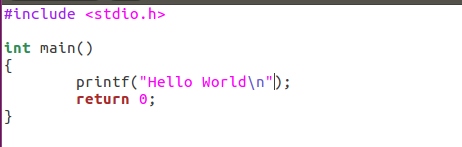 #include <stdio.h>

int main()
{
        printf("Hello World\n");
        return 0;
}